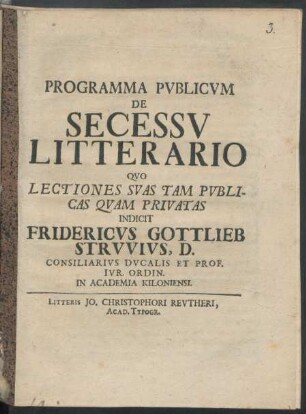 3.
PROGRAMMA PVBLICVM
DE
SECESSV
LITTERARIO
QVO
LECTIONES SVAS TAM PVBLI-
CAS QVAM PRIVATAS
INDICIT
FRIDERICVS GOTTLIEB
STRVVIVS, D.
CONSILIARIVS DVCALIS ET PROF.
IVR. ORDIN.
IN ACADEMIA KILONIENSI.
LITTERIS JO. CHRISTOPHORI REVTHERI,
ACAD. TYPOGR.